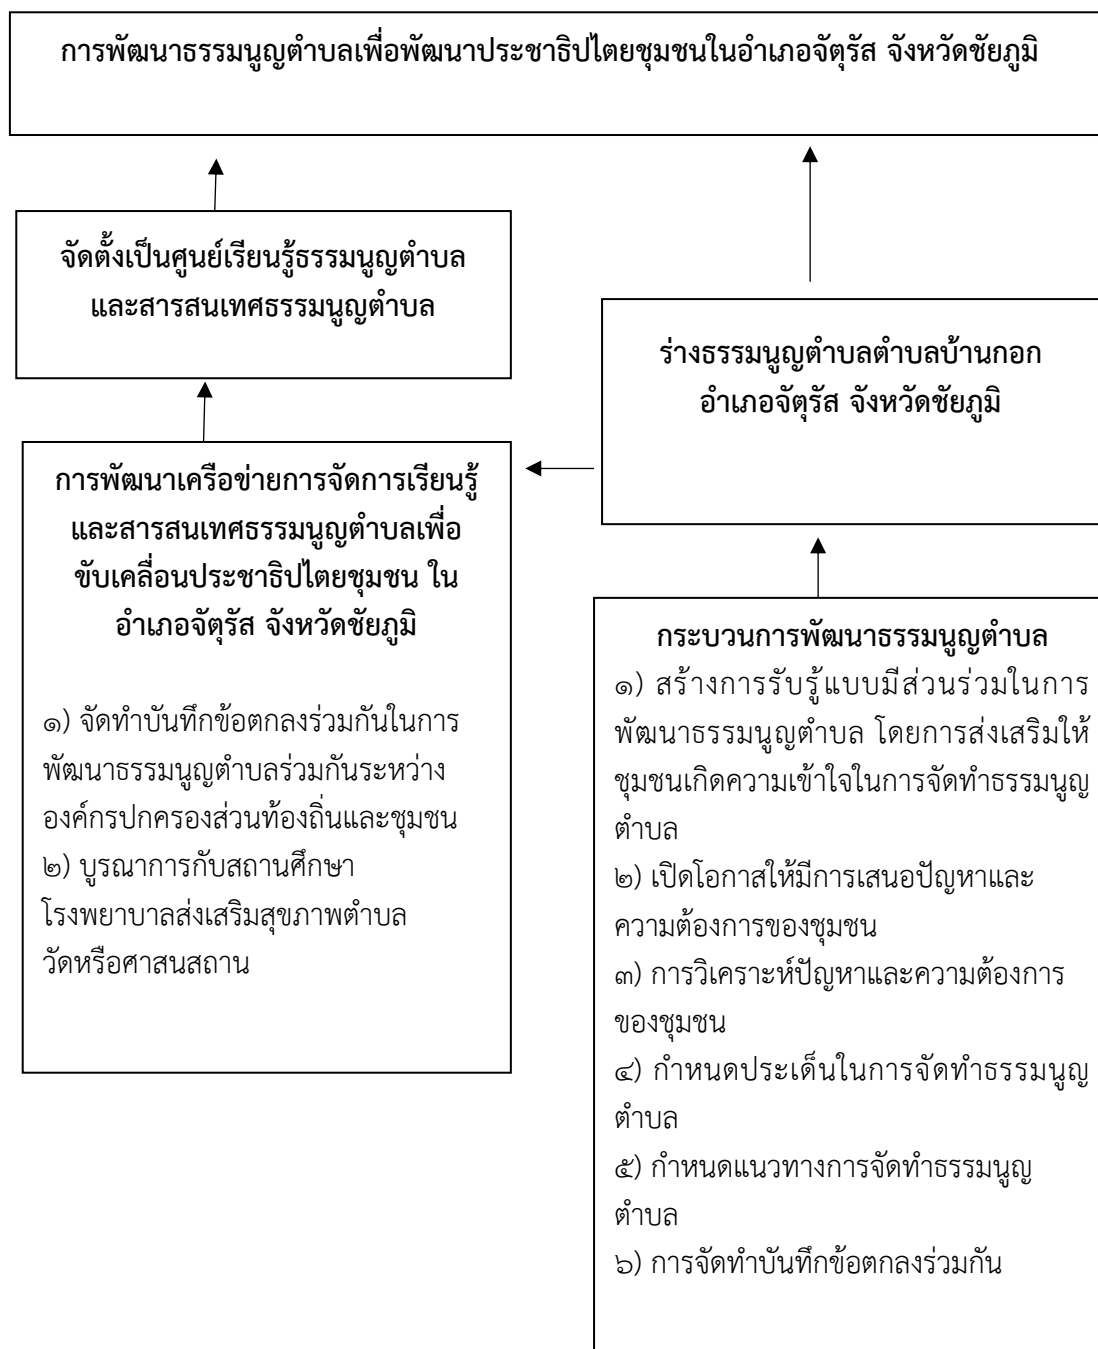 การพัฒนาธรรมนูญตำบลเพื่อพัฒนาประชาธิปไตยชุมชนในอำเภอจัตุรัส จังหวัดชัยภูมิ
จัดตั้งเป็นศูนย์เรียนรู้ธรรมนูญตำบล
และสารสนเทศธรรมนูญตำบล
ร่างธรรมนูญตำบลตำบลบ้านกอก
อำเภอจัตุรัส จังหวัดชัยภูมิ
การพัฒนาเครือข่ายการจัดการเรียนรู้
และสารสนเทศธรรมนูญตำบลเพื่อ
ขับเคลื่อนประชาธิปไตยชุมชน ใน
อำเภอจัตุรัส จังหวัดชัยภูมิ
๑) จัดทำบันทึกข้อตกลงร่วมกันในการ
พัฒนาธรรมนูญตำบลร่วมกันระหว่าง
องค์กรปกครองส่วนท้องถิ่นและชุมชน
๒) บูรณาการกับสถานศึกษา
โรงพยาบาลส่งเสริมสุขภาพตำบล
วัดหรือศาสนสถาน
กระบวนการพัฒนาธรรมนูญตำบล
๑) สร้างการรับรู้แบบมีส่วนร่วมในการ
พัฒนาธรรมนูญตำบล โดยการส่งเสริมให้
ชุมชนเกิดความเข้าใจในการจัดทำธรรมนูญ
ตำบล
๒) เปิดโอกาสให้มีการเสนอปัญหาและ
ความต้องการของชุมชน
๓) การวิเคราะห์ปัญหาและความต้องการ
ของชุมชน
๔) กำหนดประเด็นในการจัดทำธรรมนูญ
ตำบล
๕) กำหนดแนวทางการจัดทำธรรมนูญ
ตำบล
๖) การจัดทำบันทึกข้อตกลงร่วมกัน